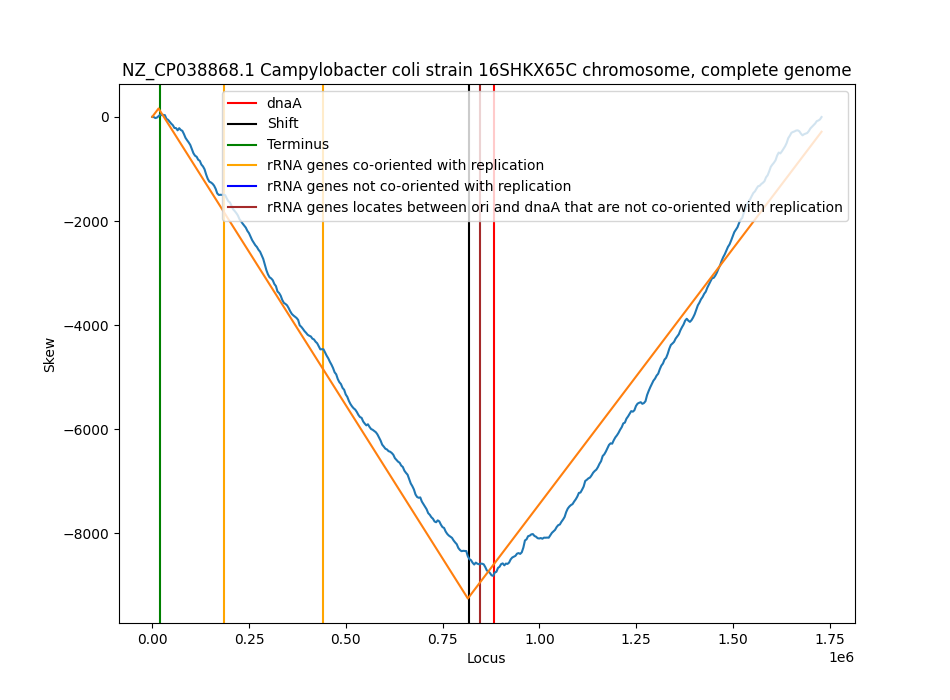 NZ_CP038868.1 Campylobacter coli strain 16SHKX65C chromosome, complete genome
dnaA
Shift
Terminus
rRNA genes co-oriented with replication
rRNA genes not co-oriented with replication
rRNA genes locates between ori and dnaA that are not co-oriented with replication
0
−2000
−4000
−6000
−8000
Skew
0.00 0.25 0.50 0.75 1.00 1.25 1.50 1.75
Locus
1e6